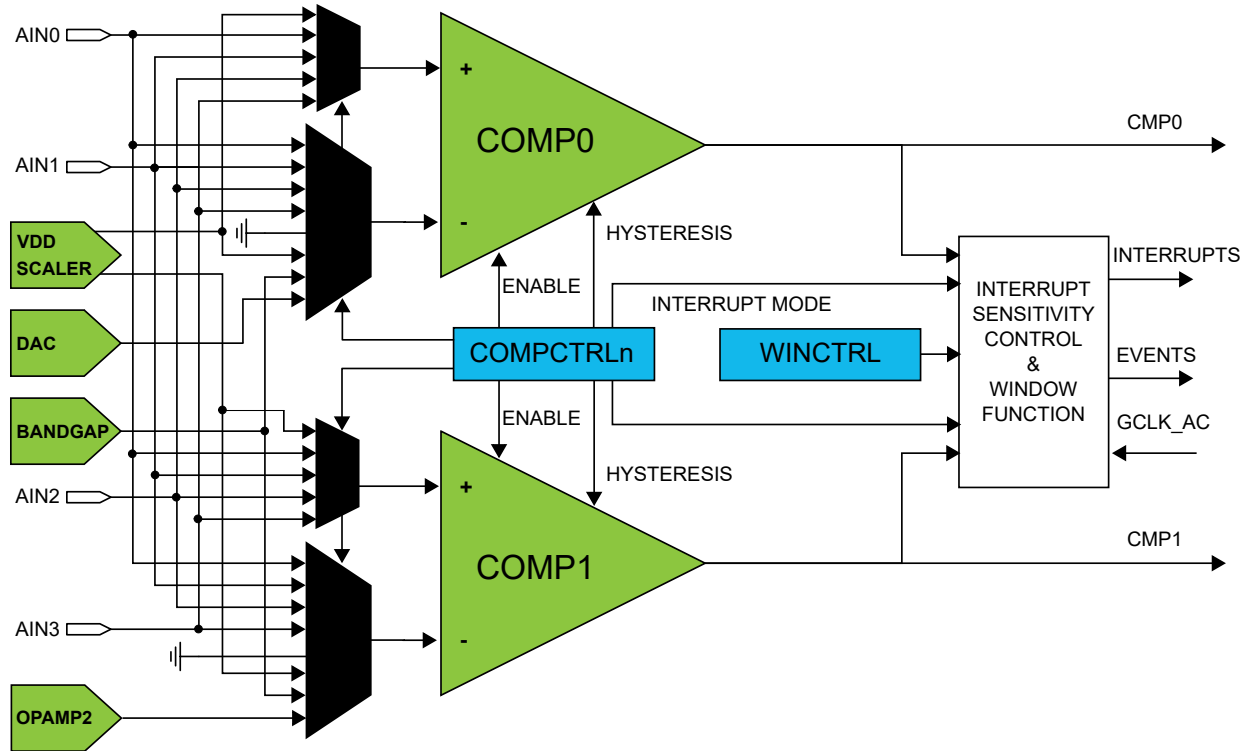 AIN0
+
COMP0
-
CMP0
AIN1
VDD
SCALER
HYSTERESIS
ENABLE
INTERRUPT MODE
INTERRUPT
SENSITIVITY
CONTROL
&
WINDOW
FUNCTION
INTERRUPTS
DAC
COMPCTRLn
WINCTRL
EVENTS
BANDGAP
ENABLE
GCLK_AC
HYSTERESIS
AIN2
+
COMP1
-
CMP1
AIN3
OPAMP2